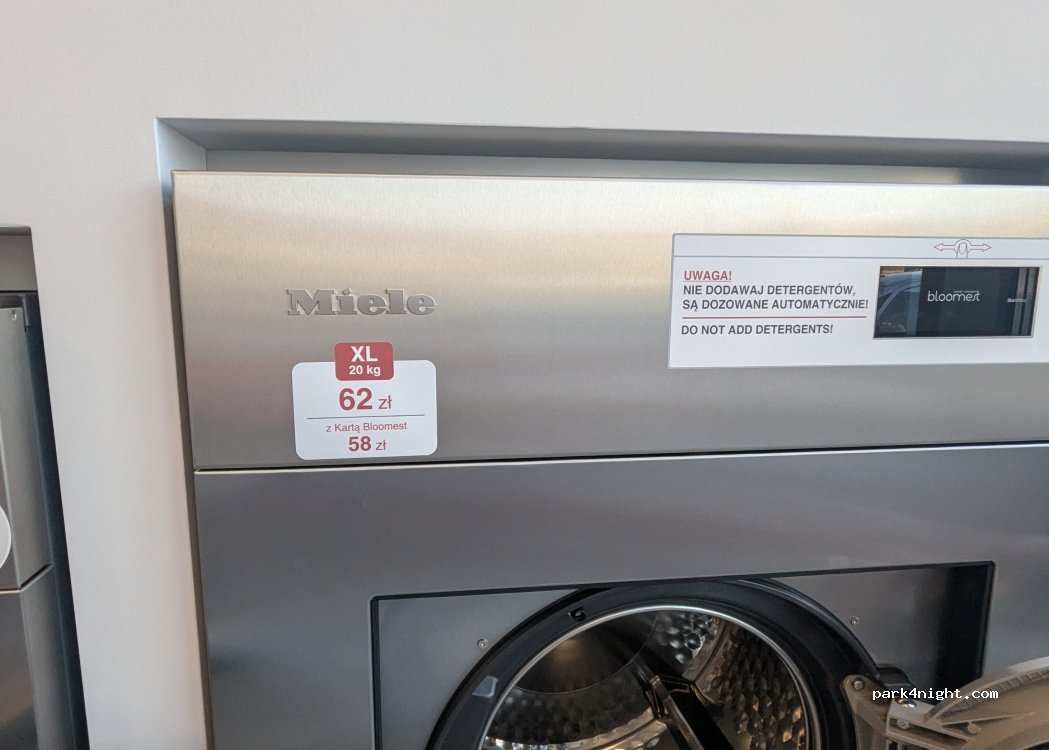 Miele
XL
20 kg
62 zł
z Kartą Bloomest
58 zł
UWAGA!
NIE DODAWAJ DETERGENTÓW,
SĄ DOZOWANE AUTOMATYCZNIE!
DO NOT ADD DETERGENTS!
bloomest
park4night.com